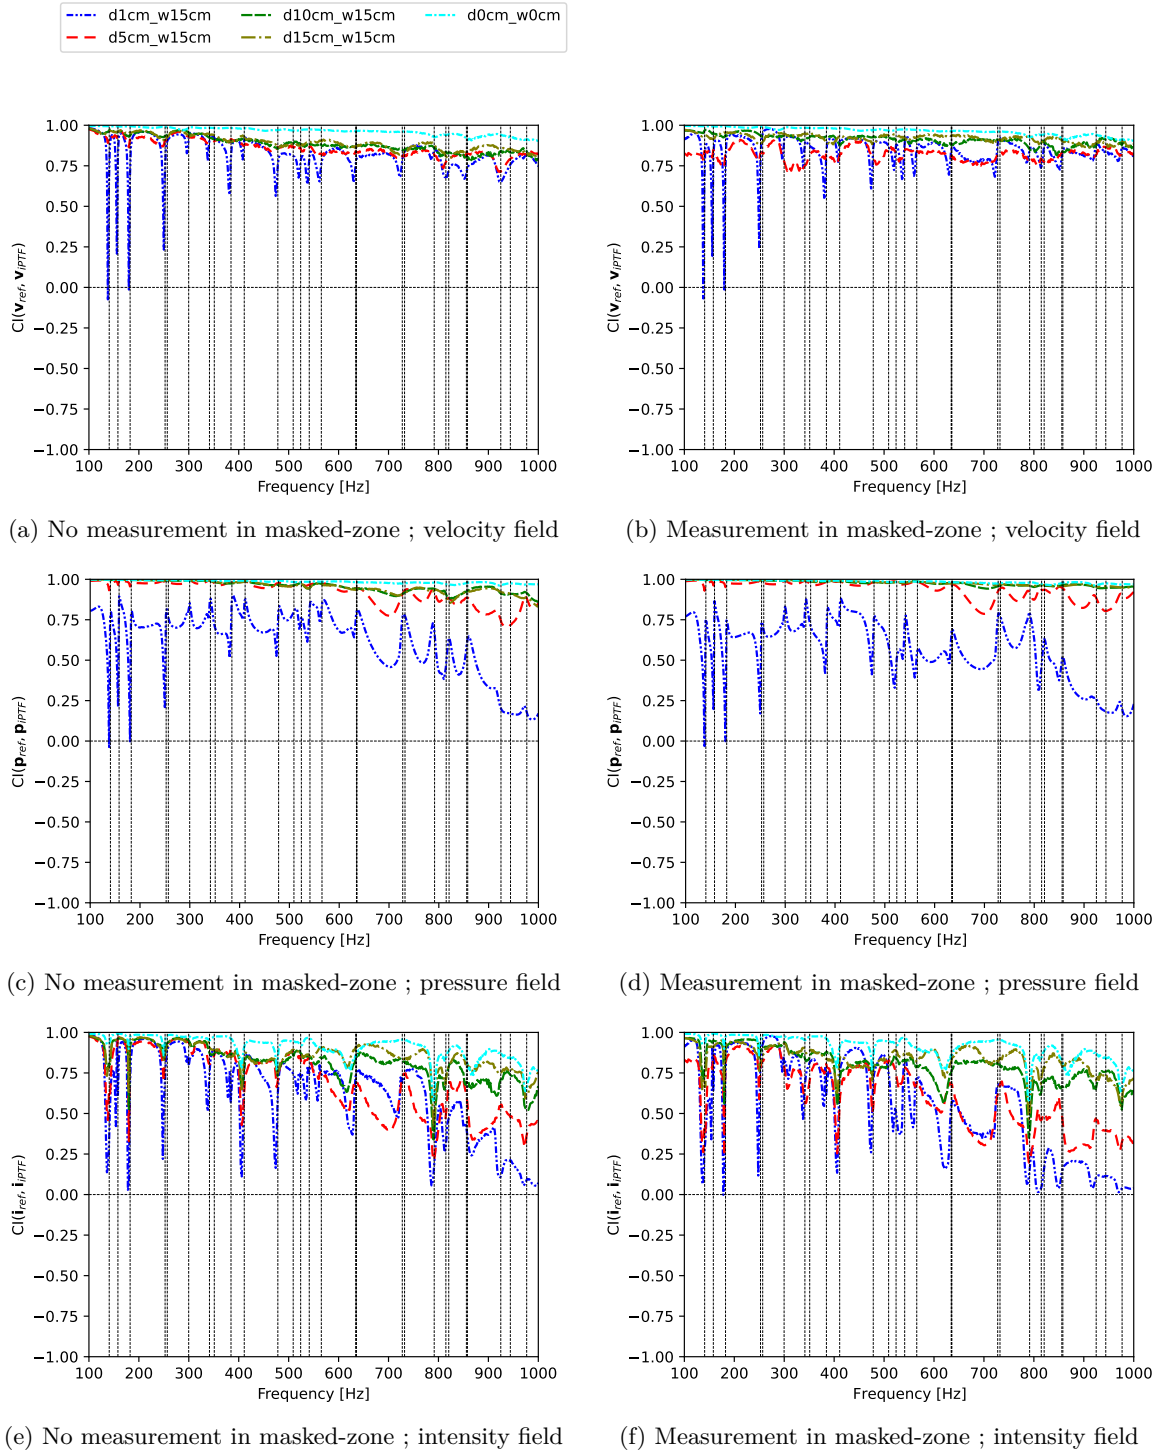 d1cm_w15cm d10cm_w15cm d0cm_w0cm
d5cm_w15cm d15cm_w15cm
1.00
0.75
0.50
0.25
0.00
−0.25
−0.50
−0.75
−1.00
CI(v_ref, v_iPTF)
100 200 300 400 500 600 700 800 900 1000
Frequency [Hz]
(a) No measurement in masked-zone ; velocity field
1.00
0.75
0.50
0.25
0.00
−0.25
−0.50
−0.75
−1.00
CI(v_ref, v_iPTF)
100 200 300 400 500 600 700 800 900 1000
Frequency [Hz]
(b) Measurement in masked-zone ; velocity field
1.00
0.75
0.50
0.25
0.00
−0.25
−0.50
−0.75
−1.00
CI(p_ref, p_iPTF)
100 200 300 400 500 600 700 800 900 1000
Frequency [Hz]
(c) No measurement in masked-zone ; pressure field
1.00
0.75
0.50
0.25
0.00
−0.25
−0.50
−0.75
−1.00
CI(p_ref, p_iPTF)
100 200 300 400 500 600 700 800 900 1000
Frequency [Hz]
(d) Measurement in masked-zone ; pressure field
1.00
0.75
0.50
0.25
0.00
−0.25
−0.50
−0.75
−1.00
CI(i_ref, i_iPTF)
100 200 300 400 500 600 700 800 900 1000
Frequency [Hz]
(e) No measurement in masked-zone ; intensity field
1.00
0.75
0.50
0.25
0.00
−0.25
−0.50
−0.75
−1.00
CI(i_ref, i_iPTF)
100 200 300 400 500 600 700 800 900 1000
Frequency [Hz]
(f) Measurement in masked-zone ; intensity field